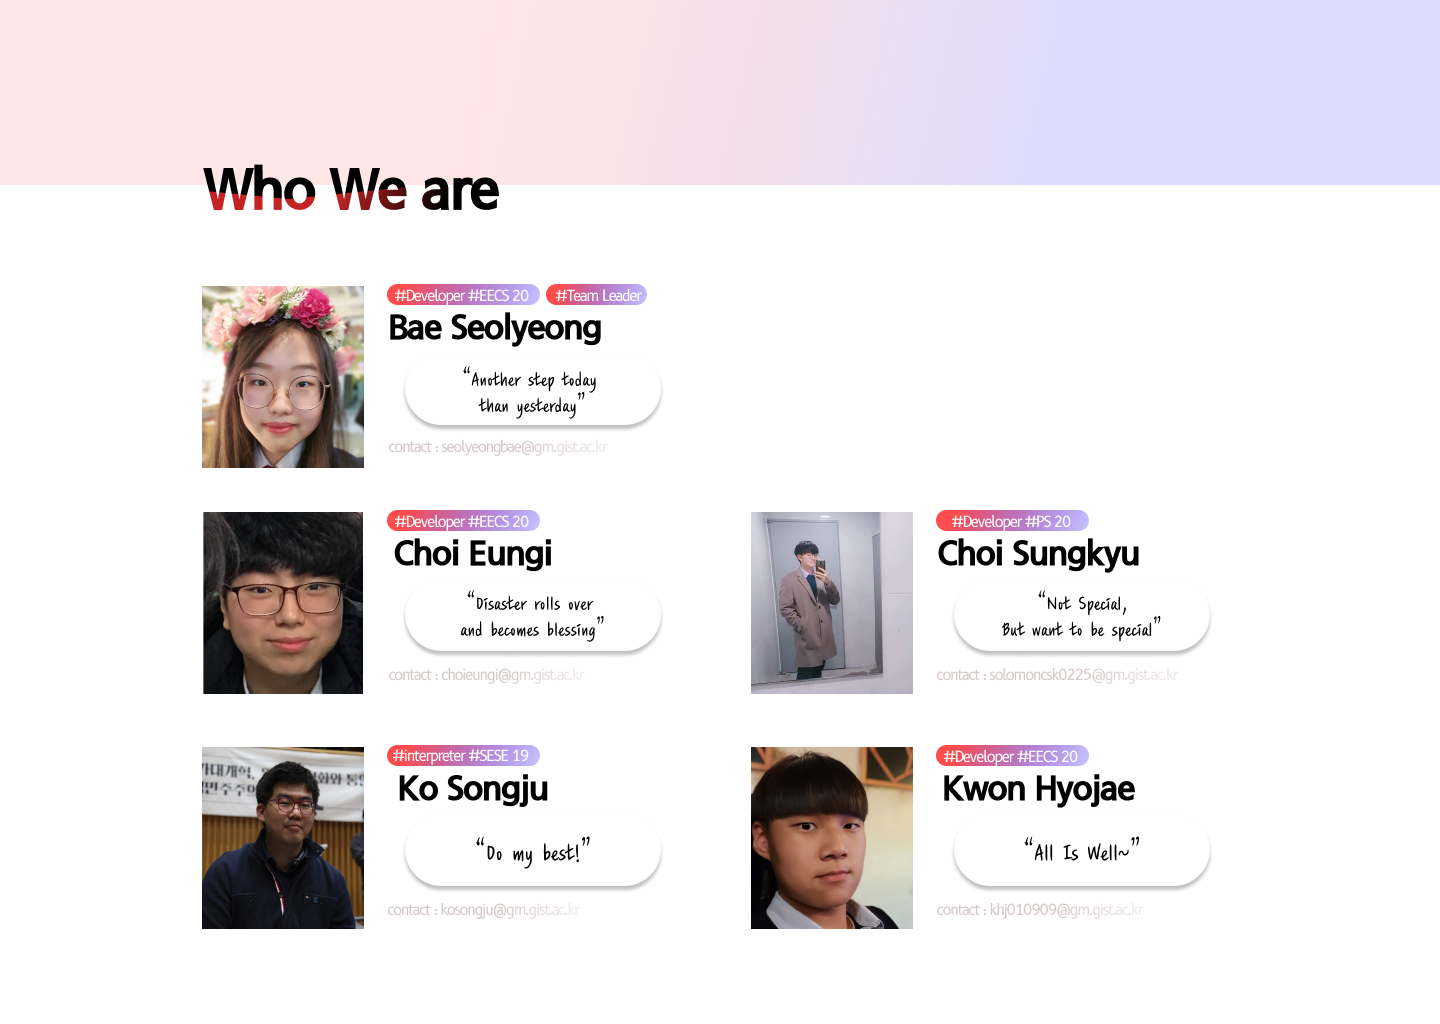 Who We are
#Developer #EECS 20
#Team Leader
Bae Seolyeong
“Another step today
than yesterday”
contact : seolyeongbae@gm.gist.ac.kr
#Developer #EECS 20
Choi Eungi
“Disaster rolls over
and becomes blessing”
contact : choieungi@gm.gist.ac.kr
#Developer #PS 20
Choi Sungkyu
“Not Special,
But want to be special”
contact : solomoncsk0225@gm.gist.ac.kr
#interpreter #SESE 19
Ko Songju
“Do my best!”
contact : kosongju@gm.gist.ac.kr
#Developer #EECS 20
Kwon Hyojae
“All Is Well~”
contact : khj010909@gm.gist.ac.kr